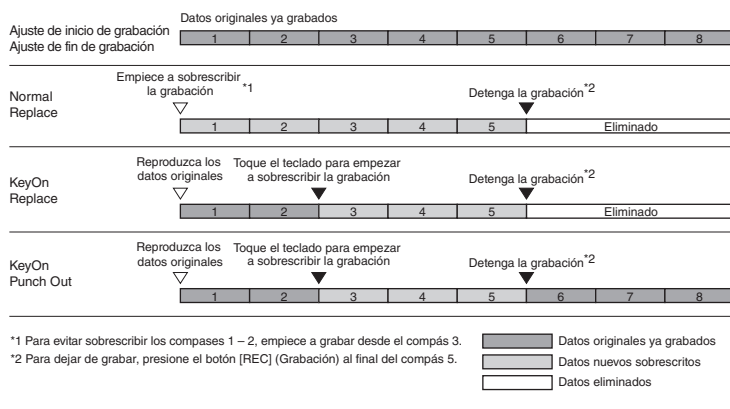 Ajuste de inicio de grabación
Ajuste de fin de grabación
Datos originales ya grabados
1 2 3 4 5 6 7 8
Normal
Replace
Empiece a sobrescribir
la grabación *1
Detenga la grabación*2
1 2 3 4 5 Eliminado
KeyOn
Replace
Reproduzca los
datos originales
Toque el teclado para empezar
a sobrescribir la grabación
Detenga la grabación*2
1 2 3 4 5 Eliminado
KeyOn
Punch Out
Reproduzca los
datos originales
Toque el teclado para empezar
a sobrescribir la grabación
Detenga la grabación*2
1 2 3 4 5 6 7 8
*1 Para evitar sobrescribir los compases 1 – 2, empiece a grabar desde el compás 3.
*2 Para dejar de grabar, presione el botón [REC] (Grabación) al final del compás 5.
Datos originales ya grabados
Datos nuevos sobrescritos
Datos eliminados